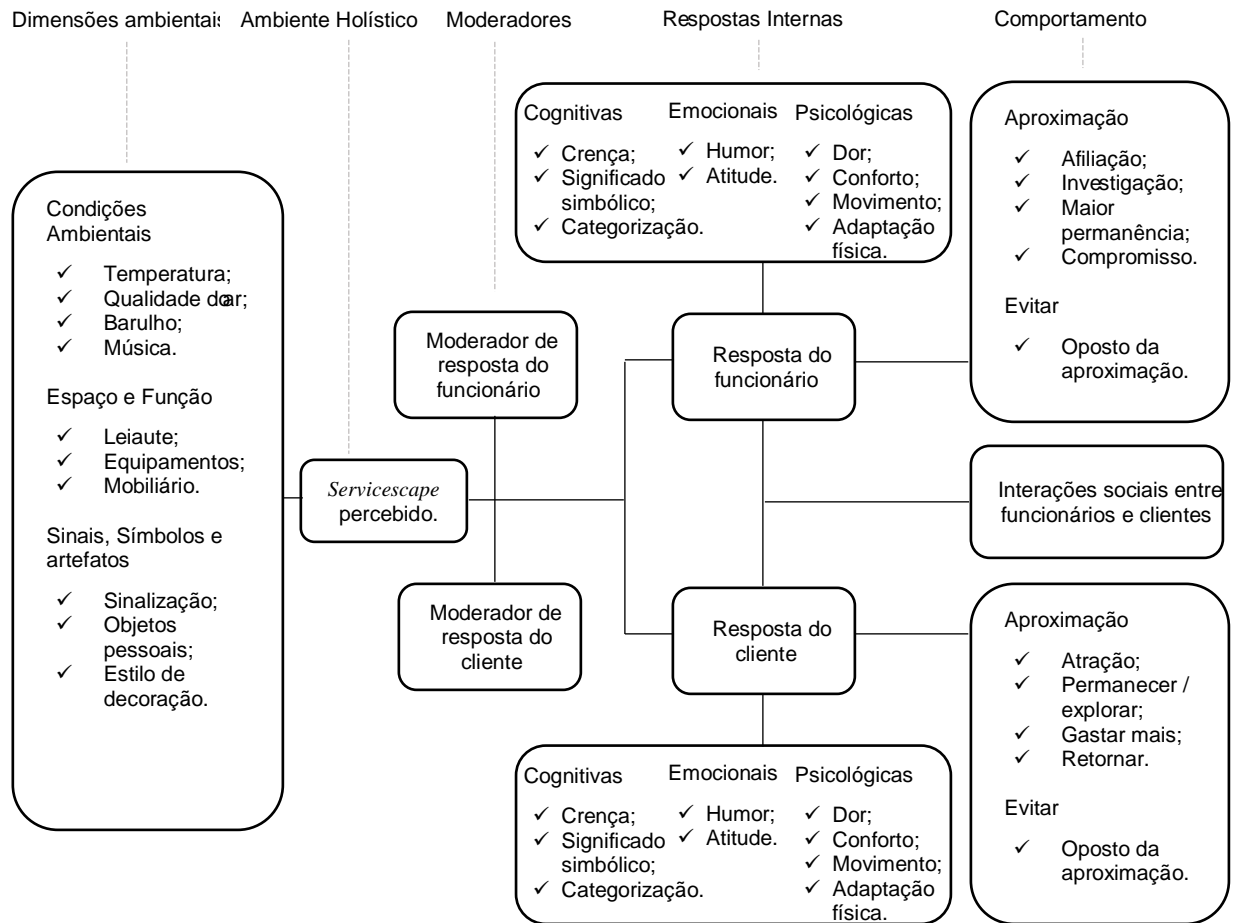 Dimensões ambientais
Ambiente Holístico
Moderadores
Respostas Internas
Comportamento
Condições
Ambientais
✓ Temperatura;
✓ Qualidade do ar;
✓ Barulho;
✓ Música.
Espaço e Função
✓ Leiaute;
✓ Equipamentos;
✓ Mobiliário.
Sinais, Símbolos e
artefatos
✓ Sinalização;
✓ Objetos
pessoais;
✓ Estilo de
decoração.
Servicescape
percebido.
Moderador de
resposta do
funcionário
Moderador de
resposta do
cliente
Cognitivas
✓ Crença;
✓ Significado
simbólico;
✓ Categorização.
Emocionais
✓ Humor;
✓ Atitude.
Psicológicas
✓ Dor;
✓ Conforto;
✓ Movimento;
✓ Adaptação
física.
Resposta do
funcionário
Resposta do
cliente
Cognitivas
✓ Crença;
✓ Significado
simbólico;
✓ Categorização.
Emocionais
✓ Humor;
✓ Atitude.
Psicológicas
✓ Dor;
✓ Conforto;
✓ Movimento;
✓ Adaptação
física.
Aproximação
✓ Afiliação;
✓ Investigação;
✓ Maior
permanência;
✓ Compromisso.
Evitar
✓ Oposto da
aproximação.
Interações sociais entre
funcionários e clientes
Aproximação
✓ Atração;
✓ Permanecer /
explorar;
✓ Gastar mais;
✓ Retornar.
Evitar
✓ Oposto da
aproximação.